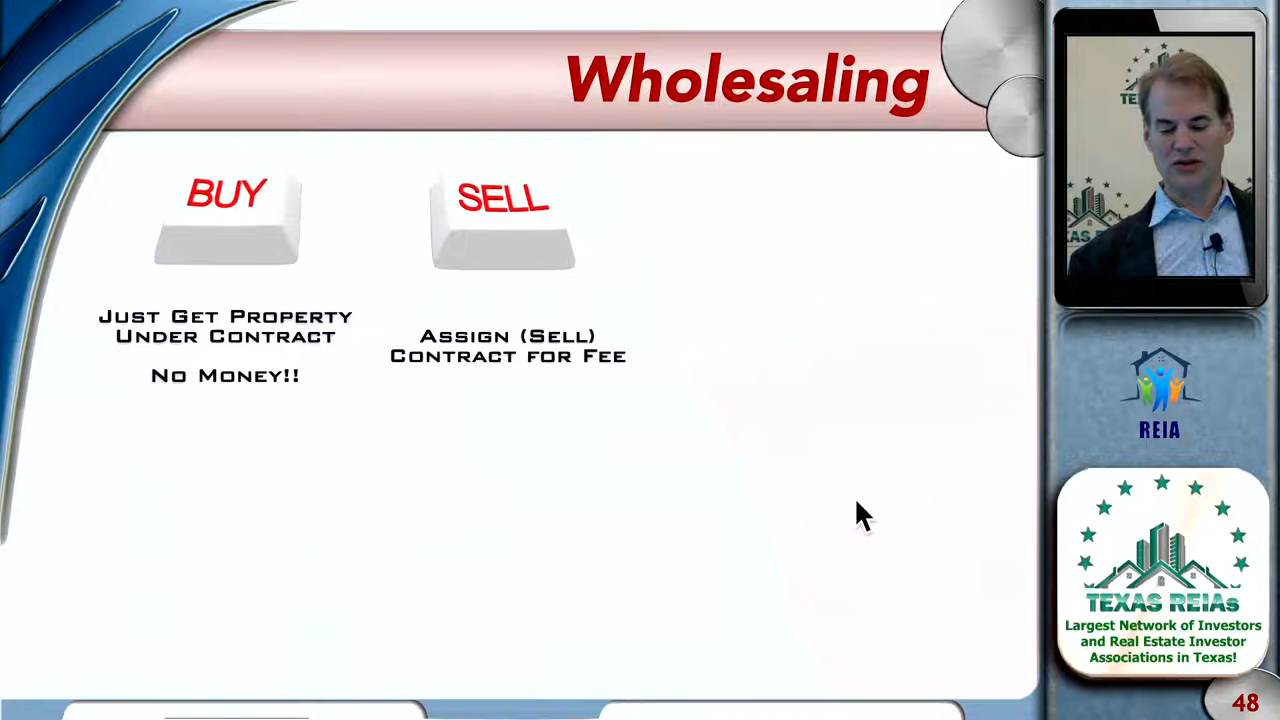 Wholesaling
BUY
SELL
JUST GET PROPERTY
UNDER CONTRACT
NO MONEY!!
ASSIGN (SELL)
CONTRACT FOR FEE
REIA
TEXAS REIAs
Largest Network of Investors
and Real Estate Investor
Associations in Texas!
48